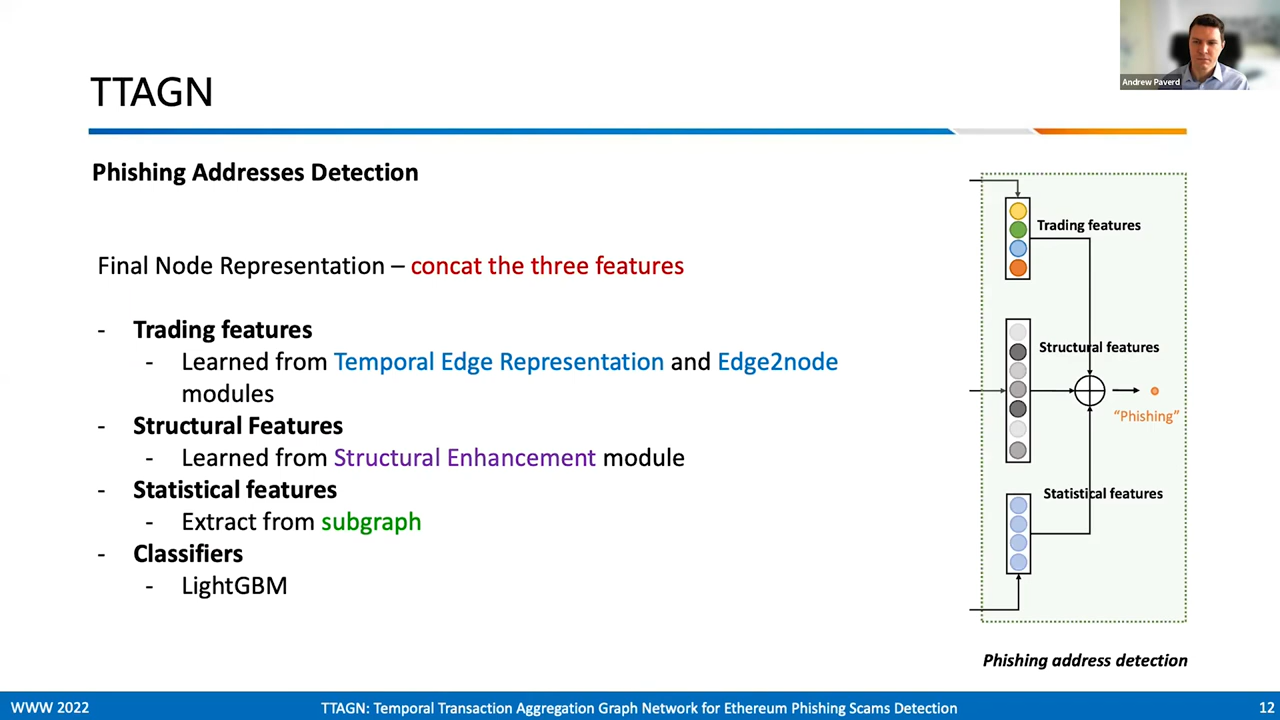 Andrew Paverd
TTAGN
Phishing Addresses Detection
Final Node Representation – concat the three features
- Trading features
- Learned from Temporal Edge Representation and Edge2node
modules
- Structural Features
- Learned from Structural Enhancement module
- Statistical features
- Extract from subgraph
- Classifiers
- LightGBM
Trading features
Structural features
"Phishing"
Statistical features
Phishing address detection
WWW 2022
TTAGN: Temporal Transaction Aggregation Graph Network for Ethereum Phishing Scams Detection
12